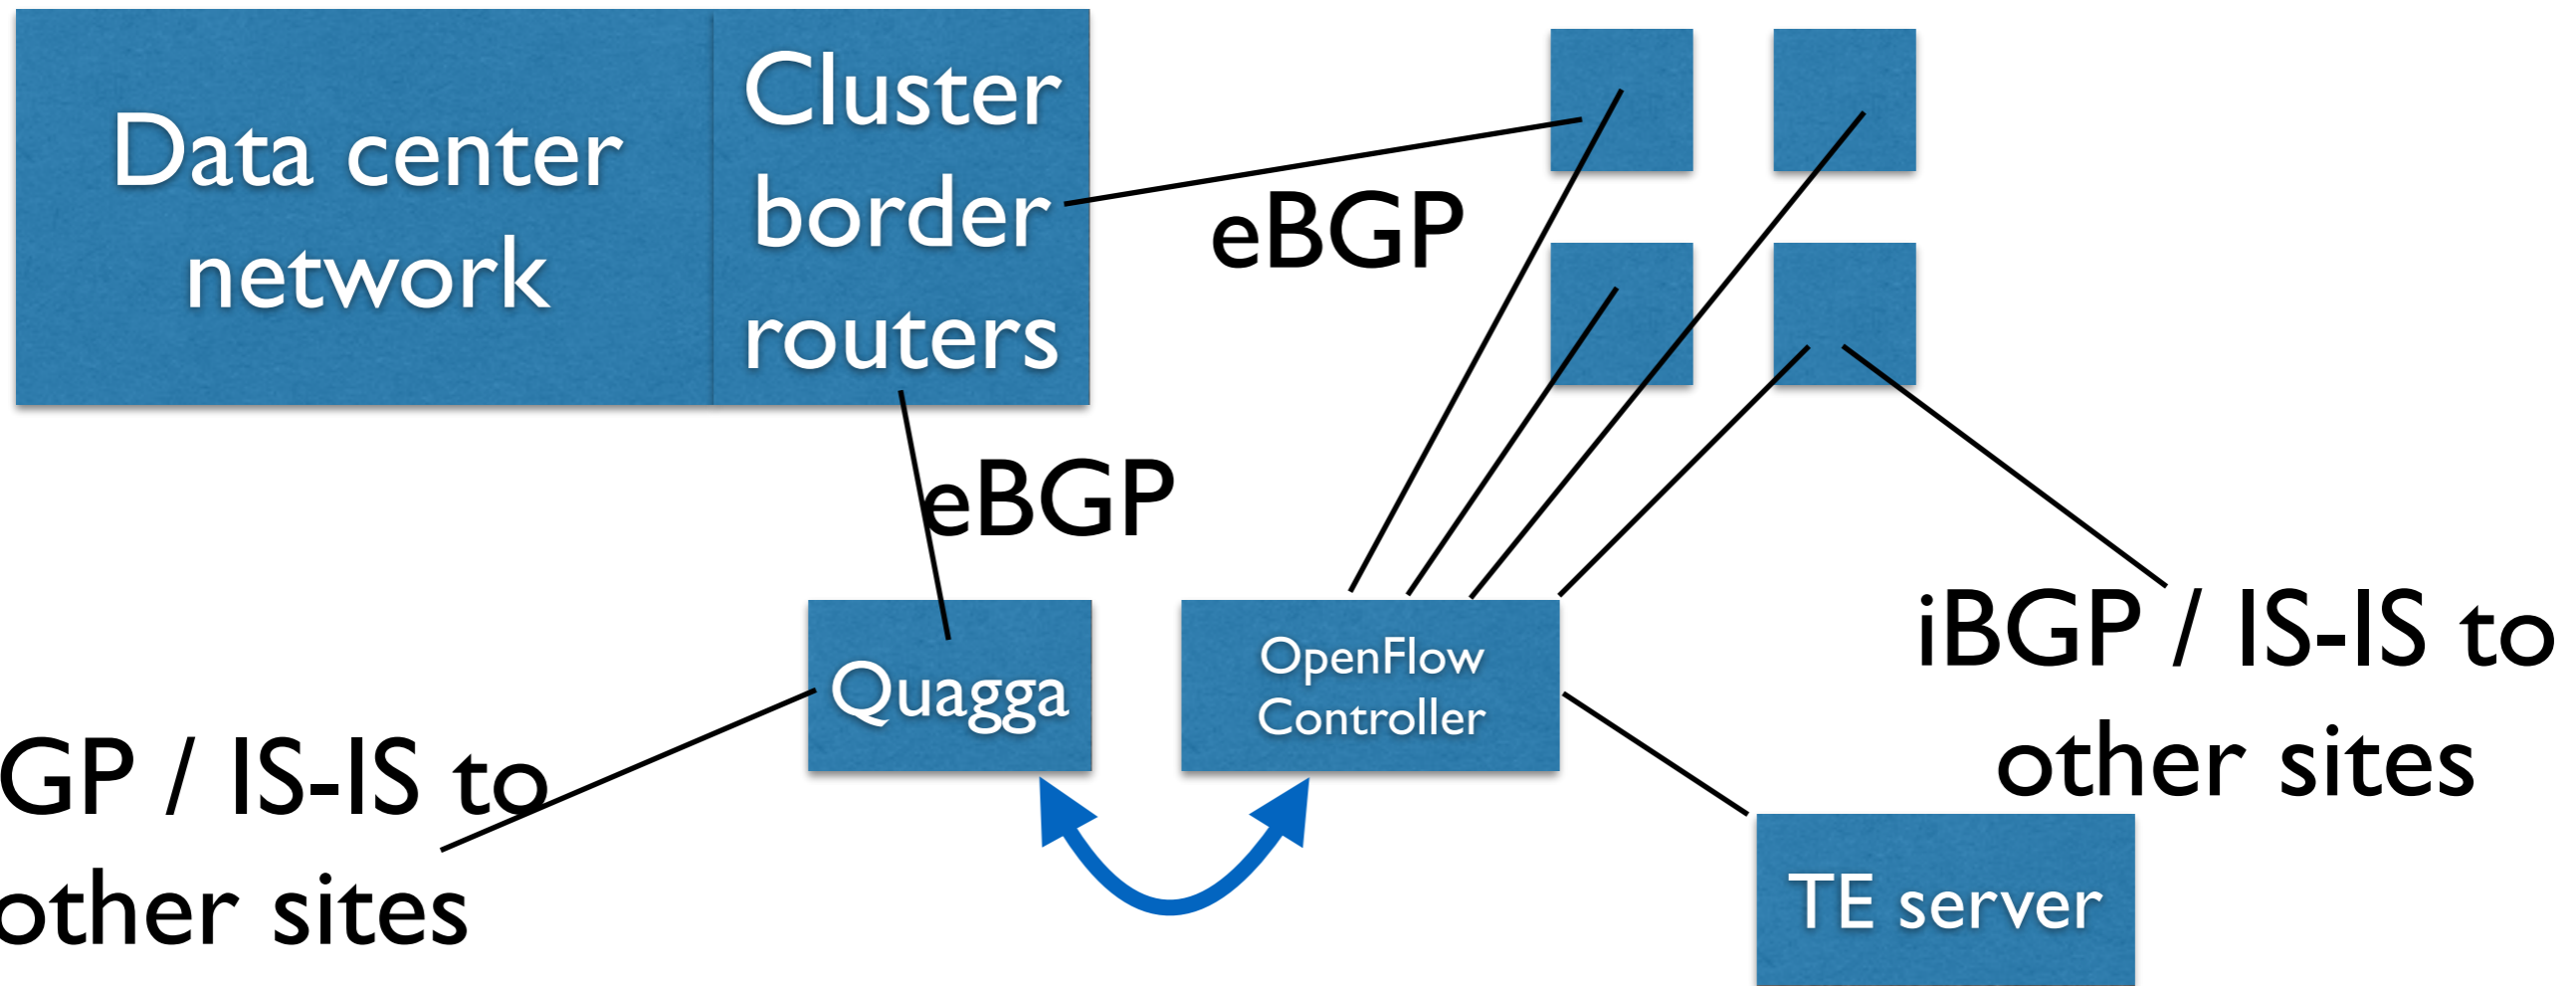 Data center
network
Cluster
border
routers
eBGP
eBGP
Quagga
OpenFlow
Controller
iBGP / IS-IS to
other sites
GP / IS-IS to
other sites
TE server